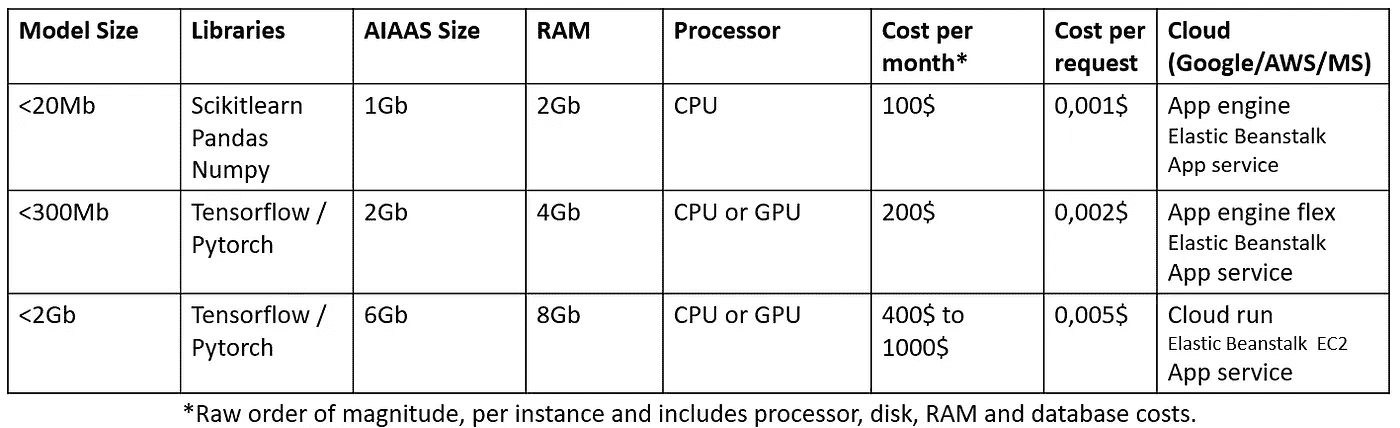 Model Size Libraries AIAAS Size RAM Processor Cost per month* Cost per request Cloud (Google/AWS/MS)
<20Mb Scikitlearn Pandas Numpy 1Gb 2Gb CPU 100$ 0,001$ App engine Elastic Beanstalk App service
<300Mb Tensorflow / Pytorch 2Gb 4Gb CPU or GPU 200$ 0,002$ App engine flex Elastic Beanstalk App service
<2Gb Tensorflow / Pytorch 6Gb 8Gb CPU or GPU 400$ to 1000$ 0,005$ Cloud run Elastic Beanstalk EC2 App service
*Raw order of magnitude, per instance and includes processor, disk, RAM and database costs.